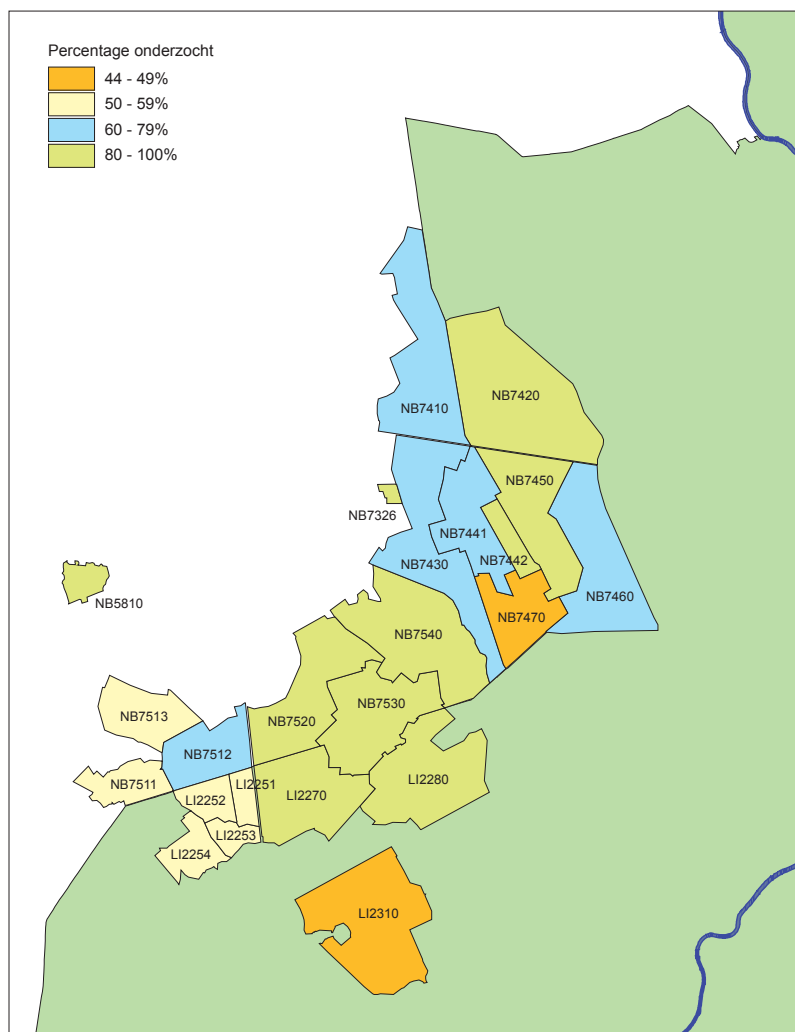 Percentage onderzocht
44 - 49%
50 - 59%
60 - 79%
80 - 100%
NB7410
NB7420
NB7450
NB7326
NB7441
NB7442
NB7430
NB7460
NB5810
NB7470
NB7540
NB7530
NB7513
NB7520
NB7512
LI2280
NB7511
LI2251
LI2270
LI2252
LI2253
LI2254
LI2310